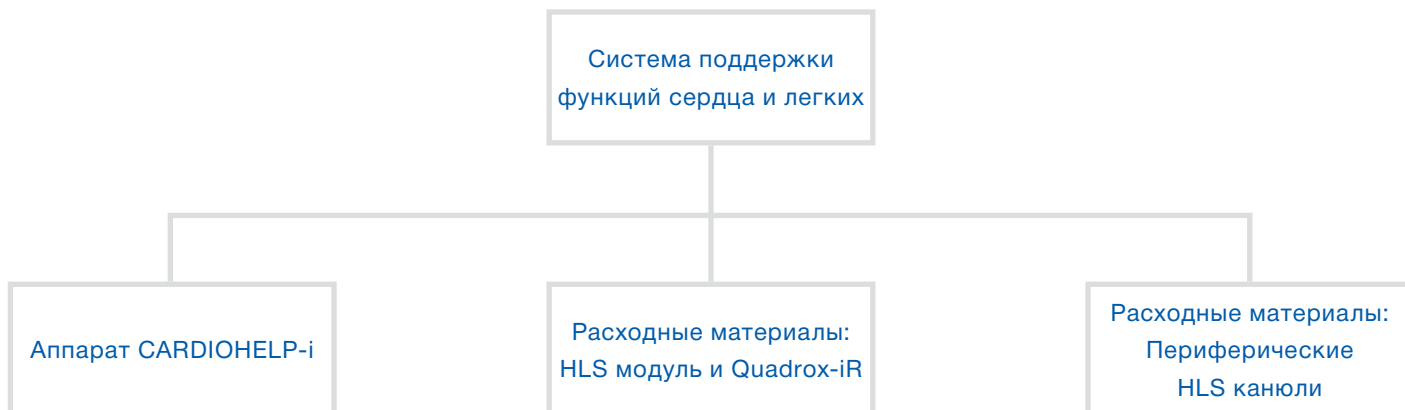 Система поддержки
функций сердца и легких
Аппарат CARDIOHELP-i
Расходные материалы:
HLS модуль и Quadrox-iR
Расходные материалы:
Периферические
HLS канюли